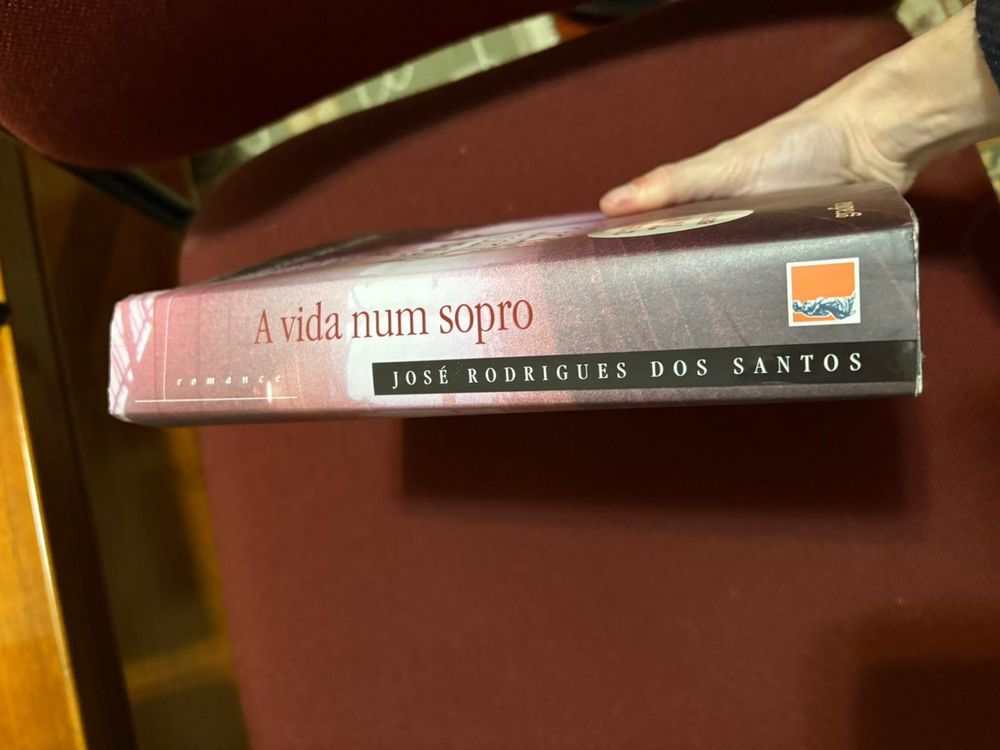 A vida num sopro
JOSÉ RODRIGUES DOS SANTOS
romance
gradiva